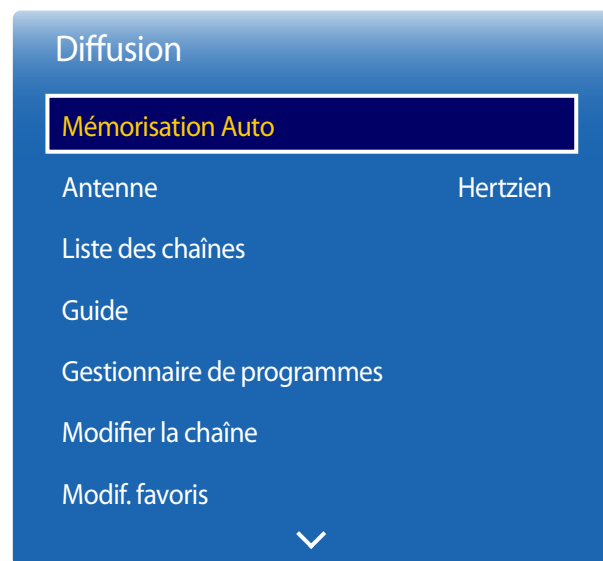 Diffusion
Mémorisation Auto
Antenne Hertzien
Liste des chaînes
Guide
Gestionnaire de programmes
Modifier la chaîne
Modif. favoris